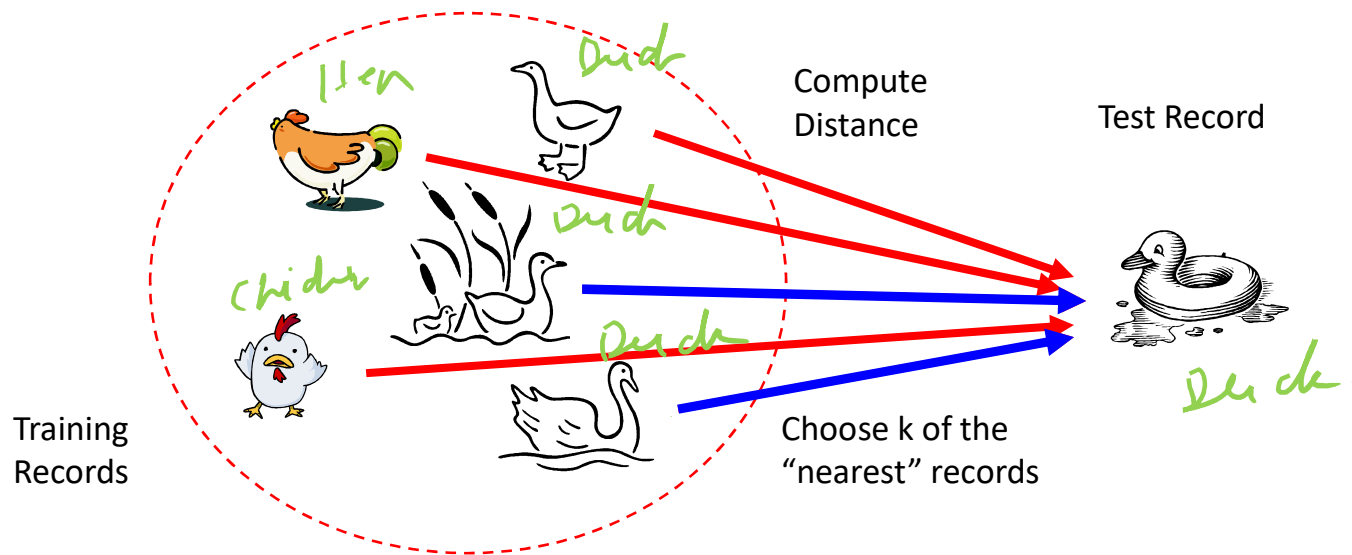 Hen
Duck
Compute
Distance
Test Record
Duck
Chicken
Duck
Duck
Training
Records
Choose k of the
“nearest” records